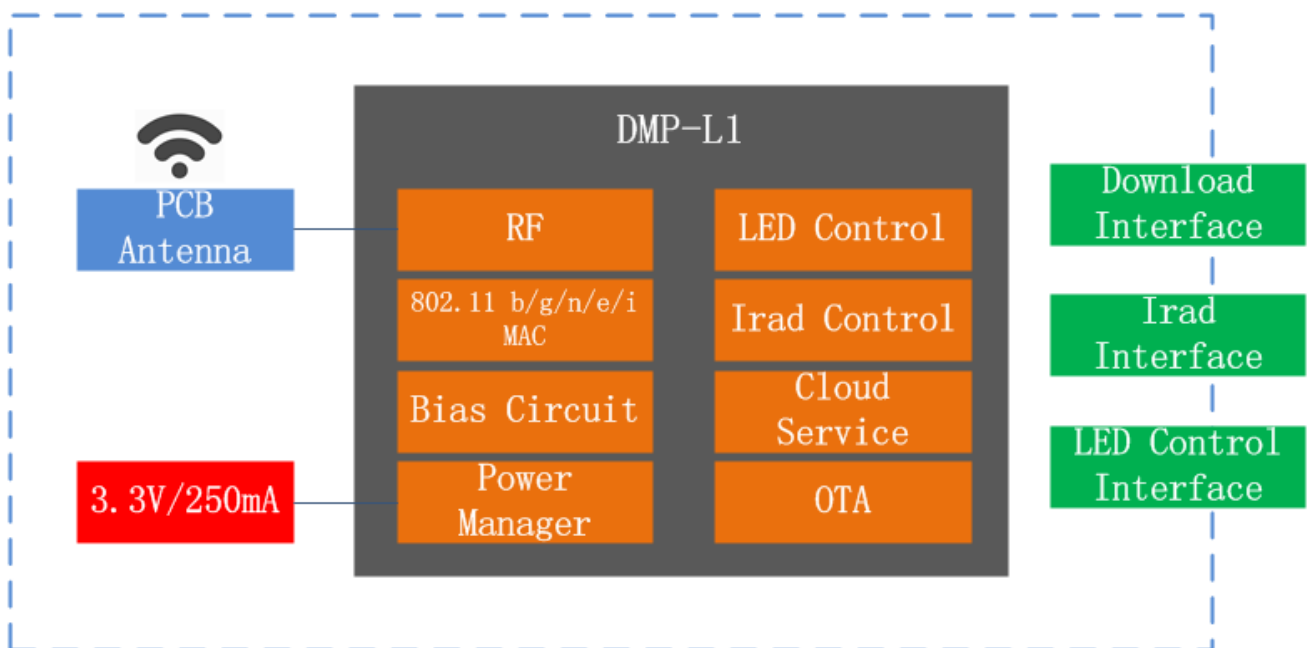 DMP-L1
PCB
Antenna
RF
LED Control
Download
Interface
802.11 b/g/n/e/i
MAC
Irad Control
Irad
Interface
Bias Circuit
Cloud
Service
LED Control
Interface
3.3V/250mA
Power
Manager
OTA